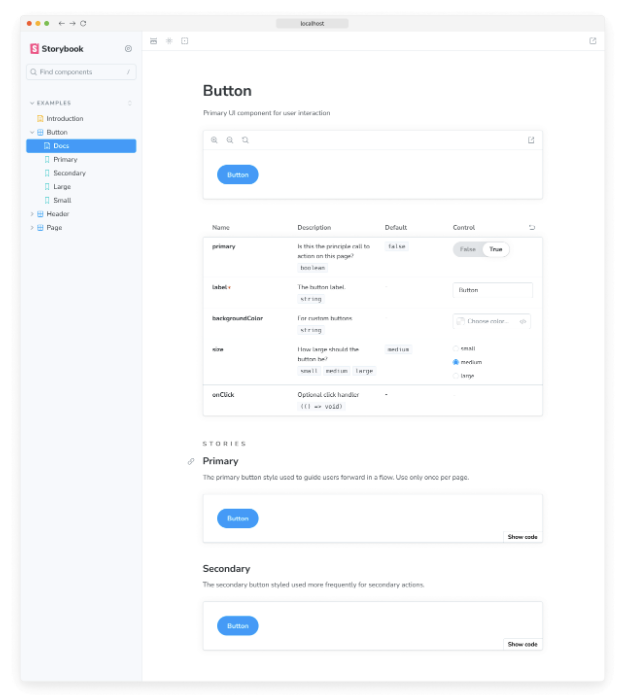 localhost
Storybook
Find components
/
EXAMPLES
Introduction
Button
Docs
Primary
Secondary
Large
Small
Header
Page
Button
Primary UI component for user interaction
Button
Name Description Default Control
primary Is this the principle call to action on this page? boolean false False True
label* The button label. string - Button
backgroundColor For custom buttons string Choose color...
size How large should the button be? small medium large medium small medium large
onClick Optional click handler (() => void) -
STORIES
Primary
The primary button style used to guide users forward in a flow. Use only once per page.
Button
Show code
Secondary
The secondary button styled used more frequently for secondary actions.
Button
Show code